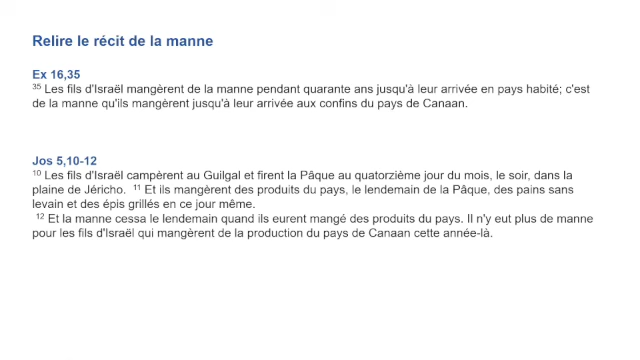 Relire le récit de la manne
Ex 16,35
35 Les fils d'Israël mangèrent de la manne pendant quarante ans jusqu'à leur arrivée en pays habité; c'est
de la manne qu'ils mangèrent jusqu'à leur arrivée aux confins du pays de Canaan.
Jos 5,10-12
10 Les fils d'Israël campèrent au Guilgal et firent la Pâque au quatorzième jour du mois, le soir, dans la
plaine de Jéricho. 11 Et ils mangèrent des produits du pays, le lendemain de la Pâque, des pains sans
levain et des épis grillés en ce jour même.
12 Et la manne cessa le lendemain quand ils eurent mangé des produits du pays. Il n'y eut plus de manne
pour les fils d'Israël qui mangèrent de la production du pays de Canaan cette année-là.